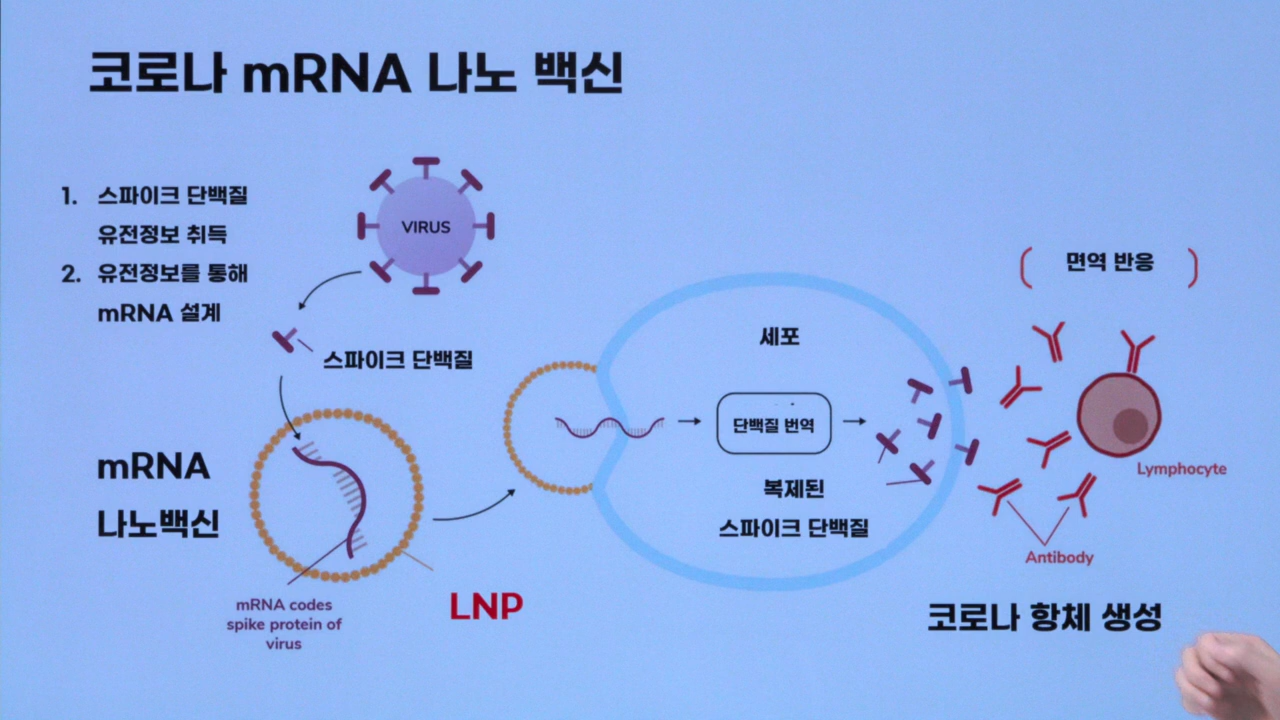 코로나 mRNA 나노 백신
1. 스파이크 단백질
유전정보 취득
2. 유전정보를 통해
mRNA 설계
VIRUS
스파이크 단백질
mRNA
나노백신
mRNA codes
spike protein of
virus
LNP
세포
단백질 번역
복제된
스파이크 단백질
( 면역 반응 )
Lymphocyte
Antibody
코로나 항체 생성